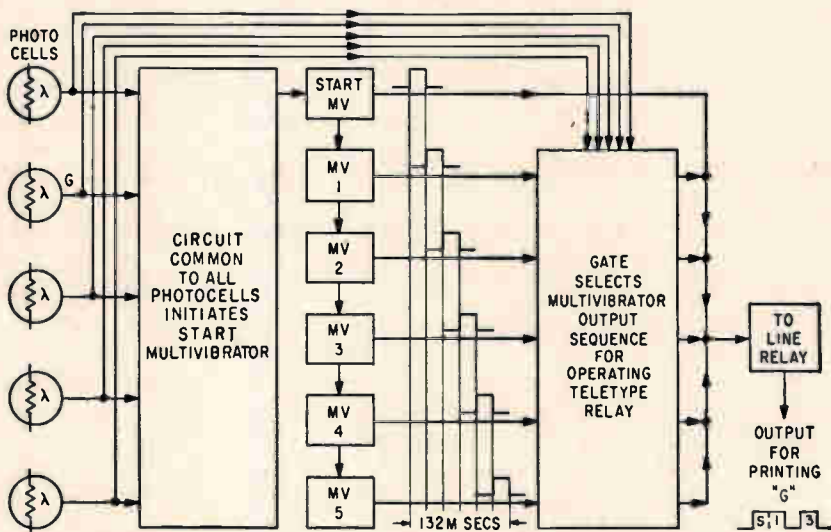 PHOTO
CELLS
λ
λ
G
λ
λ
λ
CIRCUIT
COMMON
TO ALL
PHOTOCELLS
INITIATES
START
MULTIVIBRATOR
START
MV
MV
1
MV
2
MV
3
MV
4
MV
5
132M SECS
GATE
SELECTS
MULTIVIBRATOR
OUTPUT
SEQUENCE
FOR
OPERATING
TELETYPE
RELAY
TO
LINE
RELAY
OUTPUT
FOR
PRINTING
"G"
S 1 3